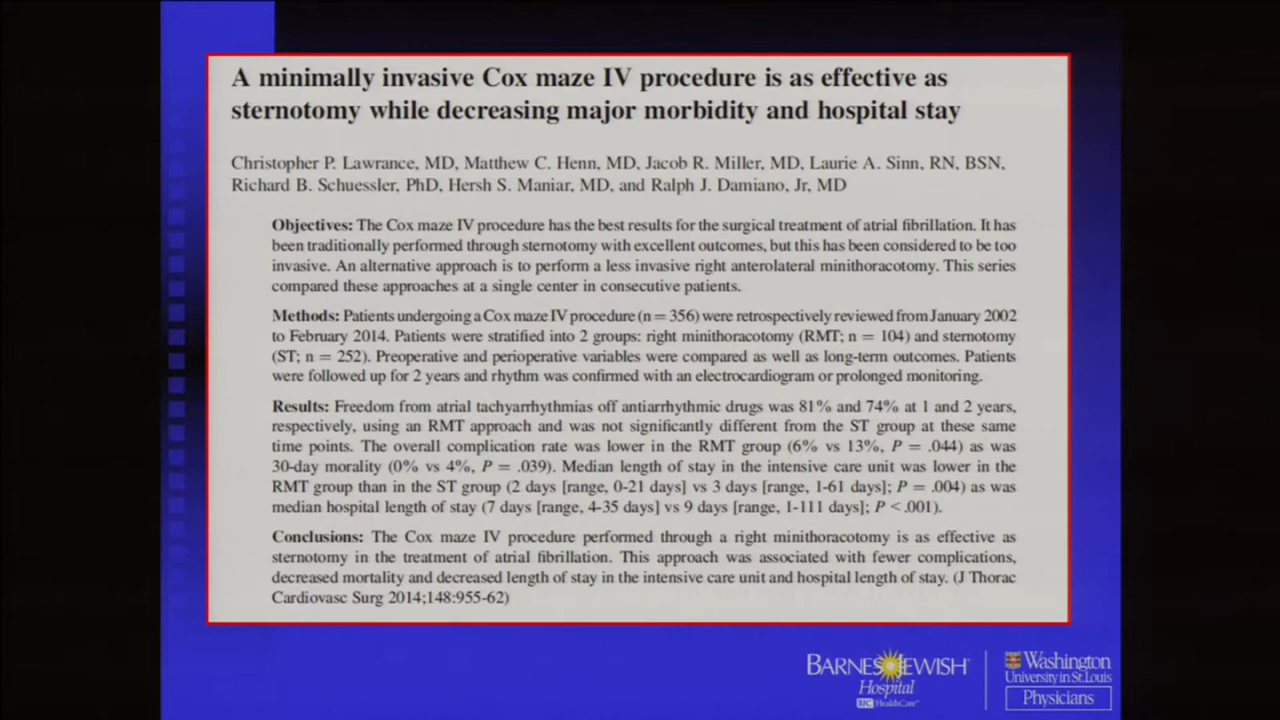 A minimally invasive Cox maze IV procedure is as effective as
sternotomy while decreasing major morbidity and hospital stay
Christopher P. Lawrance, MD, Matthew C. Henn, MD, Jacob R. Miller, MD, Laurie A. Sinn, RN, BSN,
Richard B. Schuessler, PhD, Hersh S. Maniar, MD, and Ralph J. Damiano, Jr, MD
Objectives: The Cox maze IV procedure has the best results for the surgical treatment of atrial fibrillation. It has
been traditionally performed through sternotomy with excellent outcomes, but this has been considered to be too
invasive. An alternative approach is to perform a less invasive right anterolateral minithoracotomy. This series
compared these approaches at a single center in consecutive patients.
Methods: Patients undergoing a Cox maze IV procedure (n = 356) were retrospectively reviewed from January 2002
to February 2014. Patients were stratified into 2 groups: right minithoracotomy (RMT; n = 104) and sternotomy
(ST; n = 252). Preoperative and perioperative variables were compared as well as long-term outcomes. Patients
were followed up for 2 years and rhythm was confirmed with an electrocardiogram or prolonged monitoring.
Results: Freedom from atrial tachyarrhythmias off antiarrhythmic drugs was 81% and 74% at 1 and 2 years,
respectively, using an RMT approach and was not significantly different from the ST group at these same
time points. The overall complication rate was lower in the RMT group (6% vs 13%, P = .044) as was
30-day morality (0% vs 4%, P = .039). Median length of stay in the intensive care unit was lower in the
RMT group than in the ST group (2 days [range, 0-21 days] vs 3 days [range, 1-61 days]; P = .004) as was
median hospital length of stay (7 days [range, 4-35 days] vs 9 days [range, 1-111 days]; P < .001).
Conclusions: The Cox maze IV procedure performed through a right minithoracotomy is as effective as
sternotomy in the treatment of atrial fibrillation. This approach was associated with fewer complications,
decreased mortality and decreased length of stay in the intensive care unit and hospital length of stay. (J Thorac
Cardiovasc Surg 2014;148:955-62)
BARNES JEWISH
Hospital
BJC HealthCare
Washington
University in St. Louis
Physicians